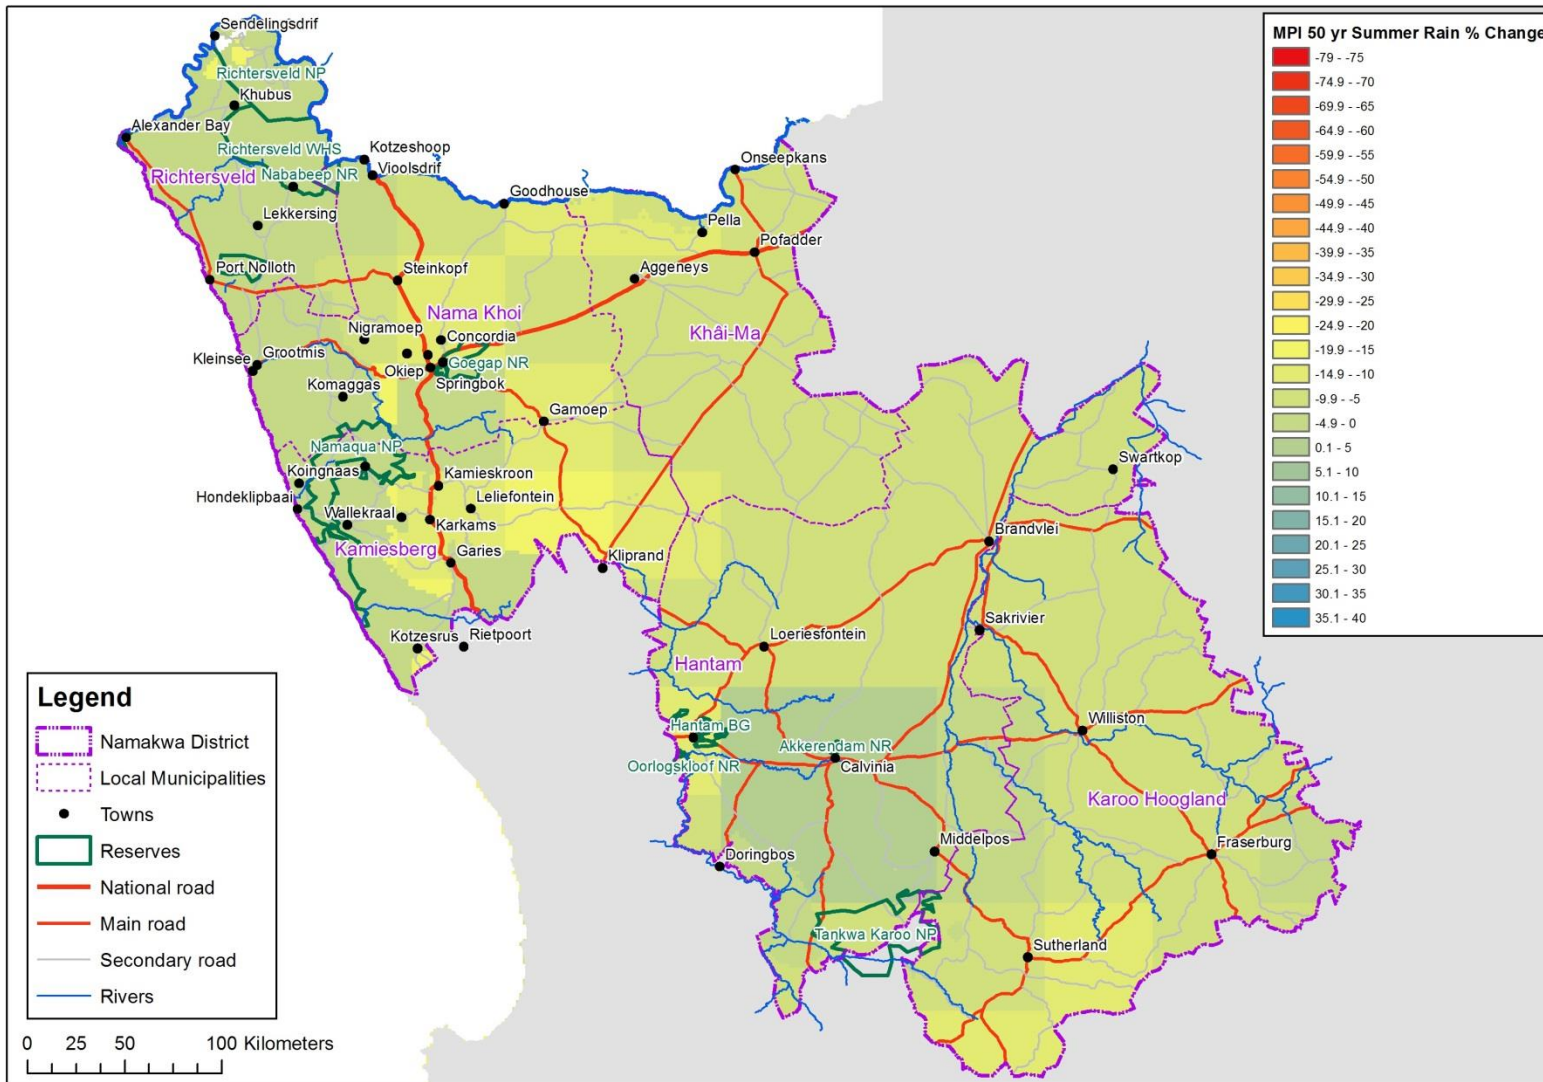 Sendelingsdrif
Richtersveld NP
Khubus
Alexander Bay
Richtersveld WHS
Kotzeshoop
Vioolsdrif
Richtersveld
Nababeep NR
Onseepkans
Goodhouse
Lekkersing
Pella
Pofadder
Port Nolloth
Steinkopf
Aggeneys
Nama Khoi
Nigramoep
Concordia
Khâi-Ma
Kleinsee
Grootmis
Okiep
Goegap NR
Springbok
Komaggas
Gamoep
Namaqua NP
Koingnaas
Kamieskroon
Swartkop
Hondeklipbaai
Leliefontein
Wallekraal
Karkams
Brandvlei
Kamiesberg
Garies
Kliprand
Sakrivier
Kotzesrus
Rietpoort
Loeriesfontein
Hantam
Hantam BG
Williston
Akkerendam NR
Oorlogskloof NR
Calvinia
Karoo Hoogland
Middelpos
Fraserburg
Doringbos
Tankwa Karoo NP
Sutherland
MPI 50 yr Summer Rain % Change
-79 - -75
-74.9 - -70
-69.9 - -65
-64.9 - -60
-59.9 - -55
-54.9 - -50
-49.9 - -45
-44.9 - -40
-39.9 - -35
-34.9 - -30
-29.9 - -25
-24.9 - -20
-19.9 - -15
-14.9 - -10
-9.9 - -5
-4.9 - 0
0.1 - 5
5.1 - 10
10.1 - 15
15.1 - 20
20.1 - 25
25.1 - 30
30.1 - 35
35.1 - 40
Legend
Namakwa District
Local Municipalities
Towns
Reserves
National road
Main road
Secondary road
Rivers
0 25 50 100 Kilometers